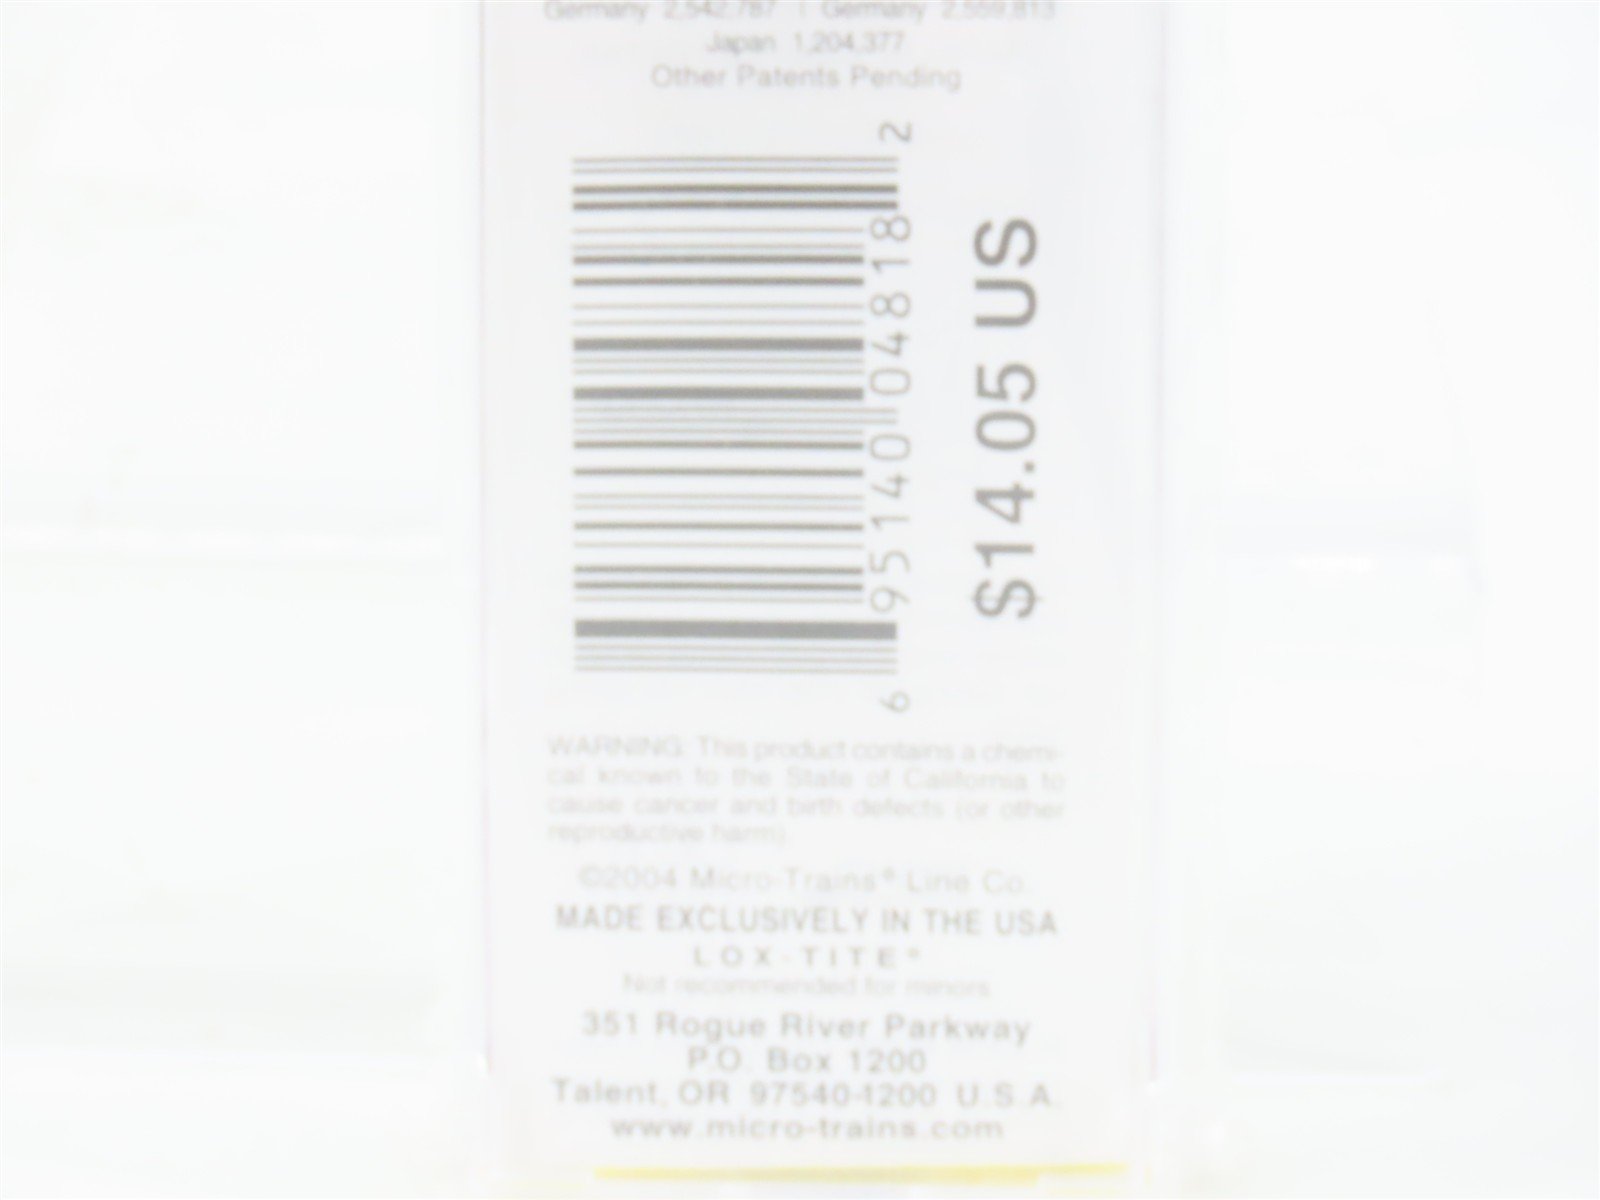 Germany 2,542,787 | Germany 2,559,813
Japan 1,204,377
Other Patents Pending
6 95140 04818 2
$14.05 US
WARNING: This product contains a chemi-
cal known to the State of California to
cause cancer and birth defects (or other
reproductive harm).
©2004 Micro-Trains® Line Co.
MADE EXCLUSIVELY IN THE USA
LOX-TITE®
Not recommended for minors
351 Rogue River Parkway
P.O. Box 1200
Talent, OR 97540-1200 U.S.A.
www.micro-trains.com